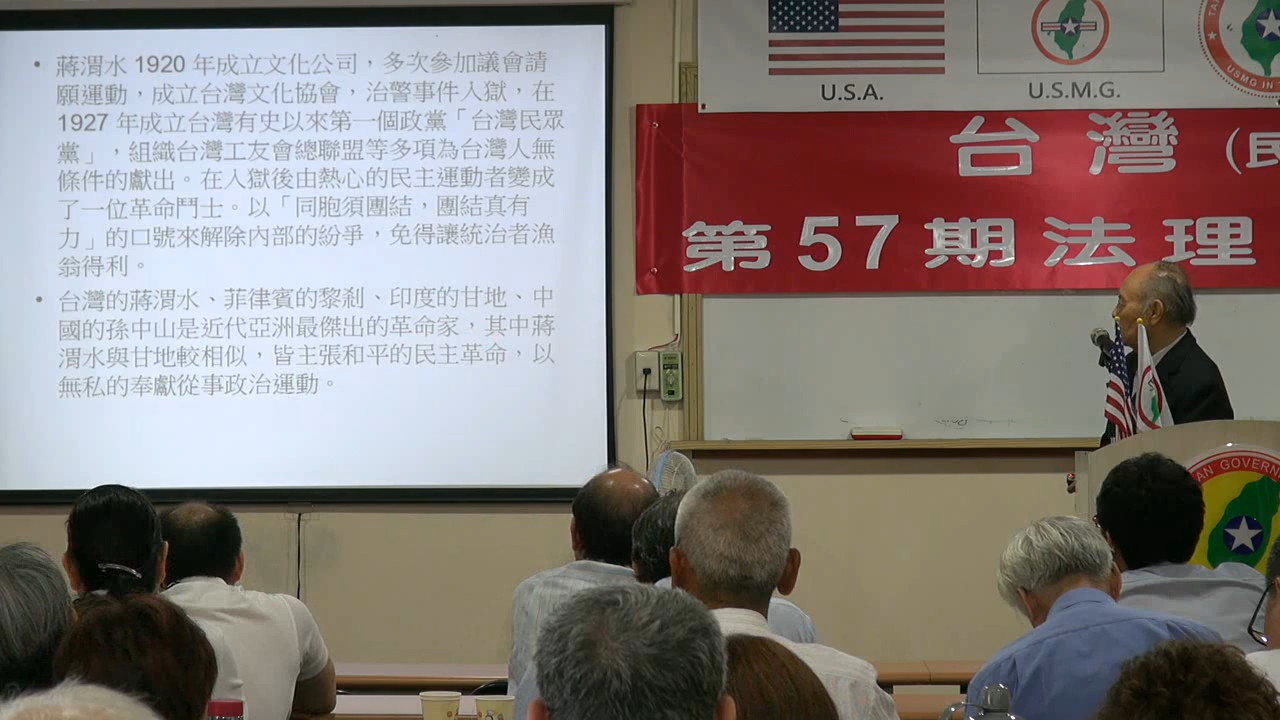 • 蔣渭水 1920 年成立文化公司，多次參加議會請
願運動，成立台灣文化協會，治警事件入獄，在
1927 年成立台灣有史以來第一個政黨「台灣民眾
黨」，組織台灣工友會總聯盟等多項為台灣人無
條件的獻出。在入獄後由熱心的民主運動者變成
了一位革命鬥士。以「同胞須團結，團結真有
力」的口號來解除內部的紛爭，免得讓統治者漁
翁得利。
• 台灣的蔣渭水、菲律賓的黎剎、印度的甘地、中
國的孫中山是近代亞洲最傑出的革命家，其中蔣
渭水與甘地較相似，皆主張和平的民主革命，以
無私的奉獻從事政治運動。
U.S.A.
U.S.M.G.
USMG IN
台灣（民
第57期法理
GOVERN